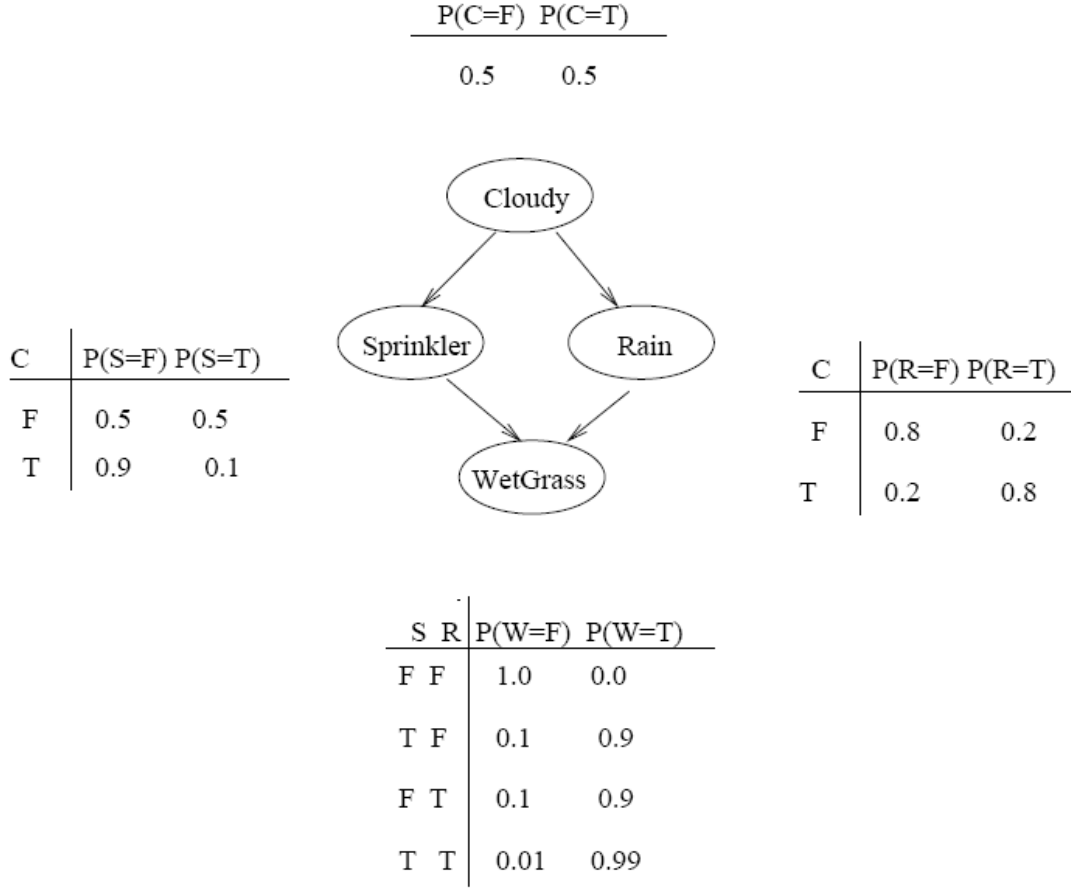 P(C=F) P(C=T)
0.5 0.5
Cloudy
Sprinkler
Rain
WetGrass
C P(S=F) P(S=T)
F 0.5 0.5
T 0.9 0.1
C P(R=F) P(R=T)
F 0.8 0.2
T 0.2 0.8
S R P(W=F) P(W=T)
F F 1.0 0.0
T F 0.1 0.9
F T 0.1 0.9
T T 0.01 0.99